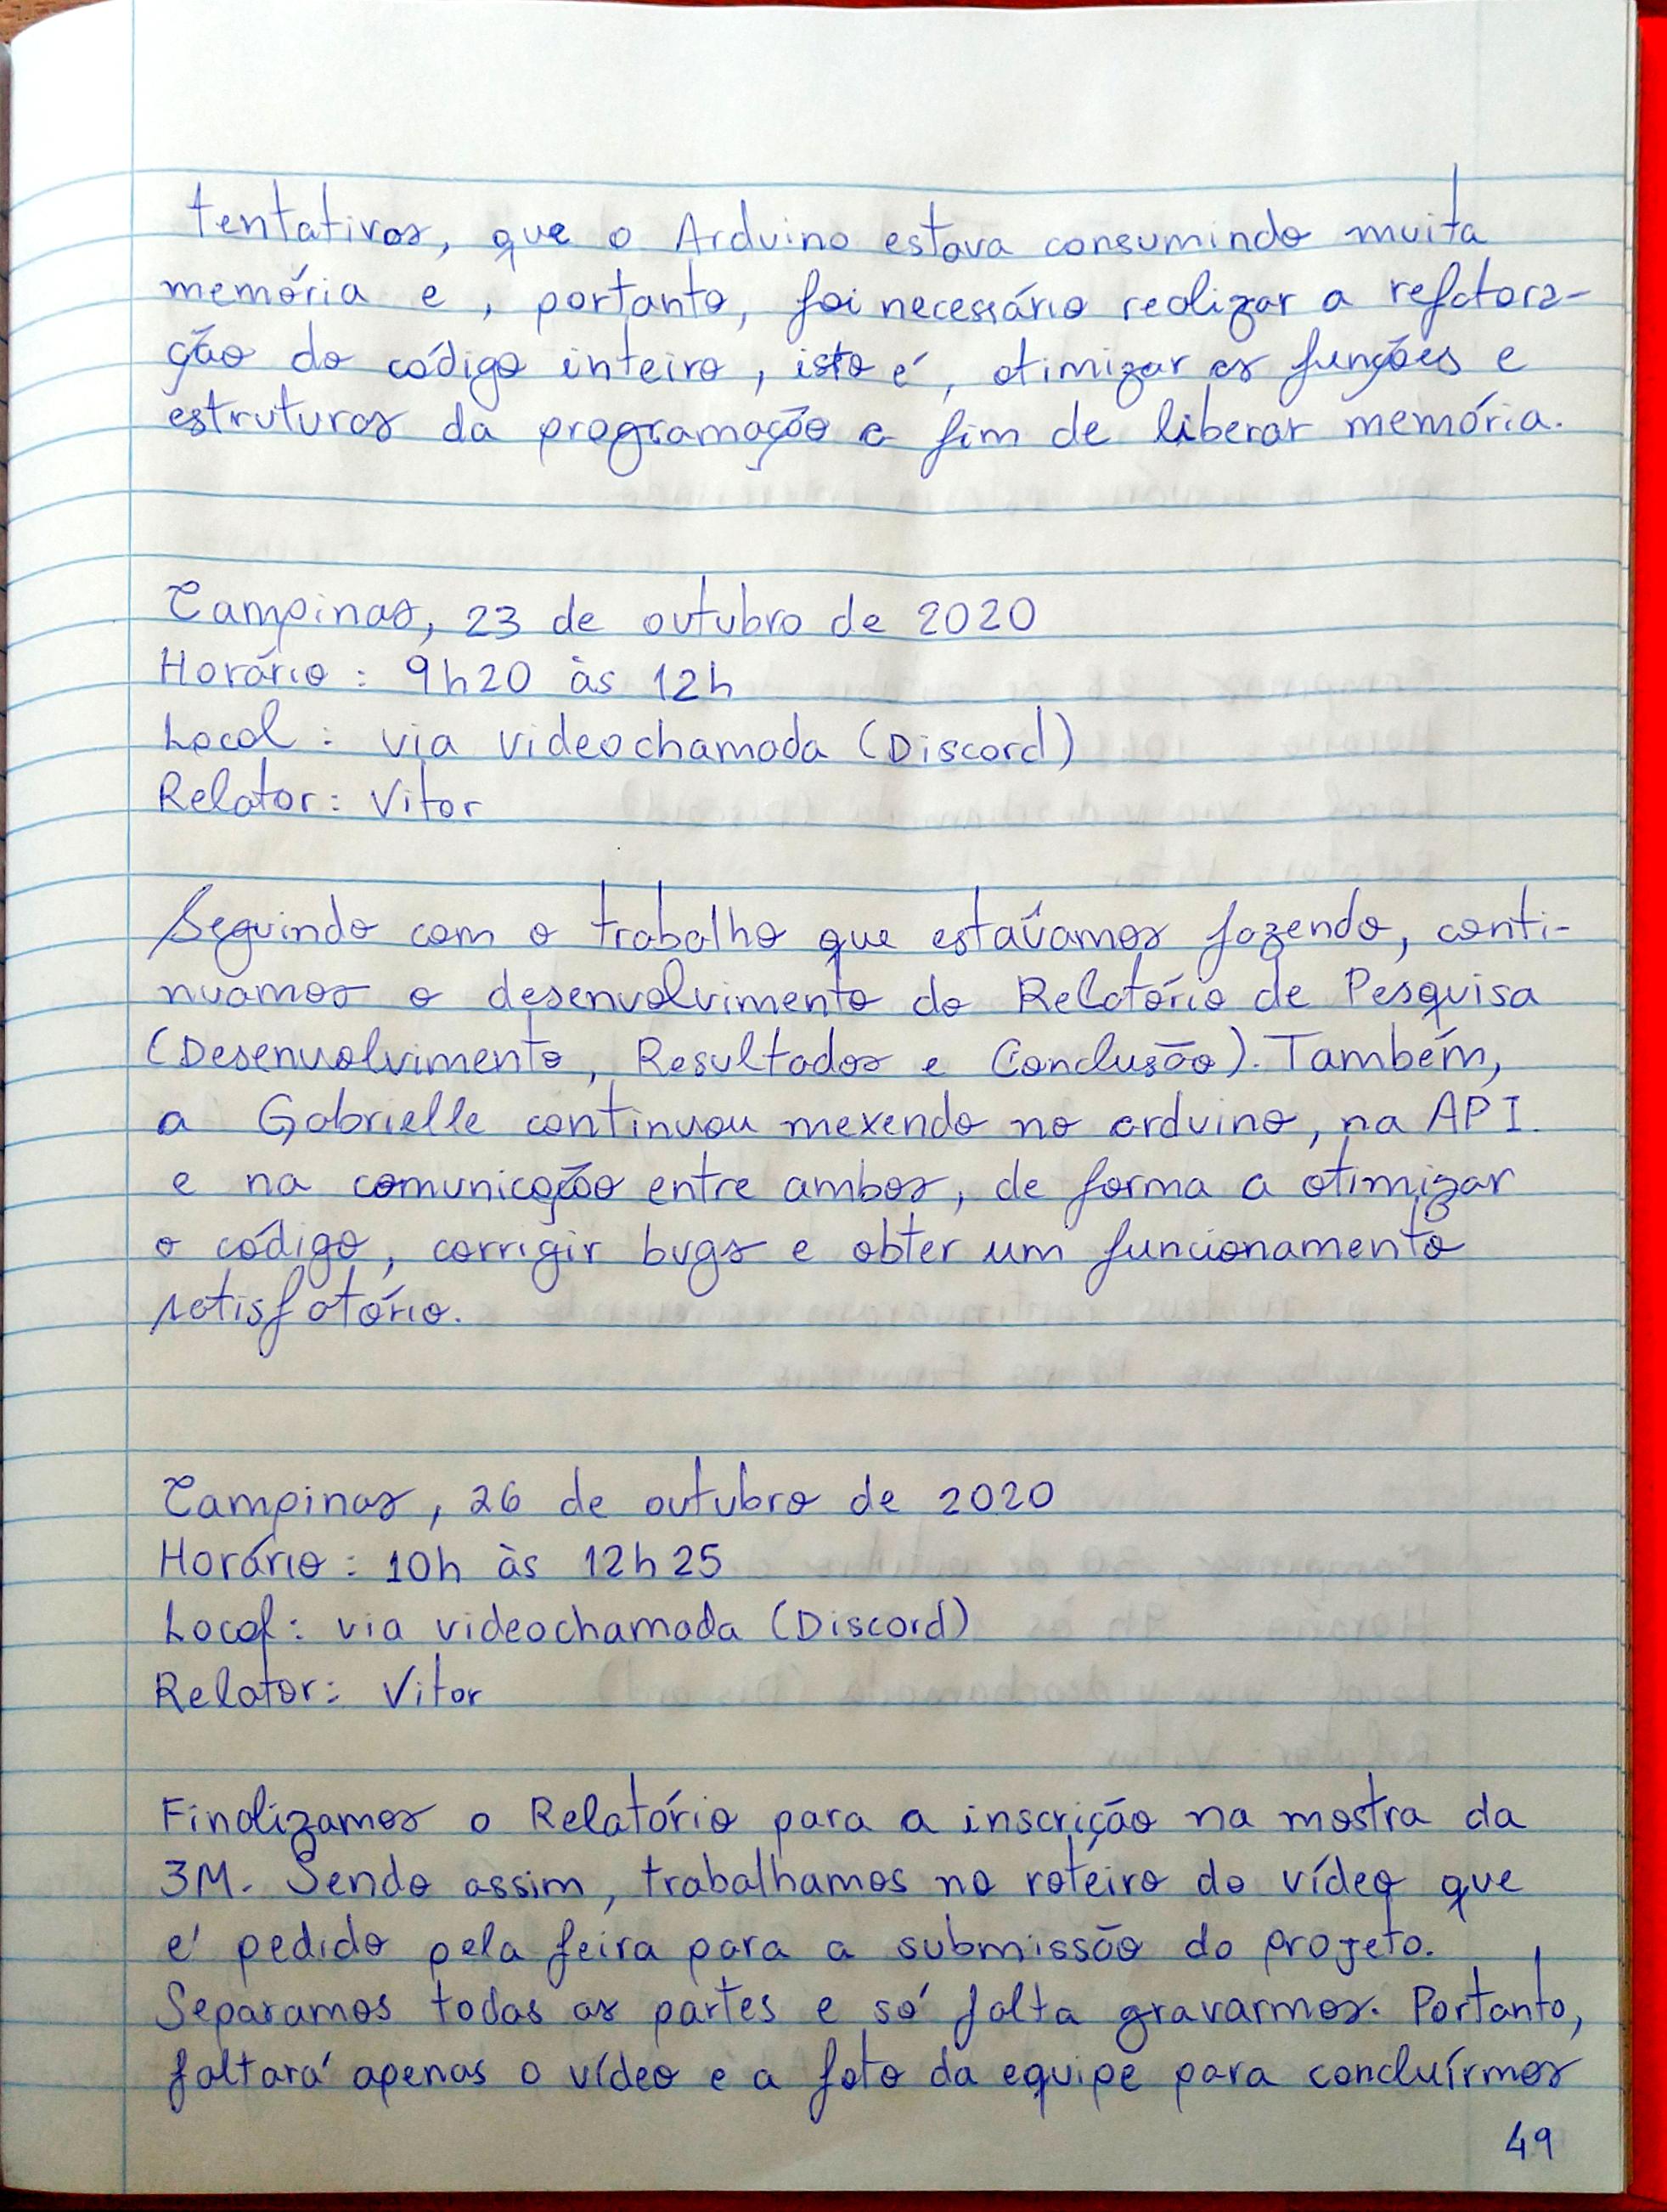 tentativas, que o Arduino estava consumindo muita
memória e, portanto, foi necessário realizar a refatora-
ção do código inteiro, isto é, otimizar as funções e
estruturas da programação a fim de liberar memória.
Campinas, 23 de outubro de 2020
Horário: 9h20 às 12h
Local: via videochamada (Discord)
Relator: Vitor
Seguindo com o trabalho que estávamos fazendo, conti-
nuamos o desenvolvimento do Relatório de Pesquisa
(Desenvolvimento, Resultados e Conclusão). Também,
a Gabrielle continuou mexendo no arduino, na API
e na comunicação entre ambos, de forma a otimizar
o código, corrigir bugs e obter um funcionamento
satisfatório.
Campinas, 26 de outubro de 2020
Horário: 10h às 12h25
Local: via videochamada (Discord)
Relator: Vitor
Finalizamos o Relatório para a inscrição na mostra da
3M. Sendo assim, trabalhamos no roteiro do vídeo que
é pedido pela feira para a submissão do projeto.
Separamos todas as partes e só falta gravarmos. Portanto,
faltará apenas o vídeo e a foto da equipe para concluírmos
49